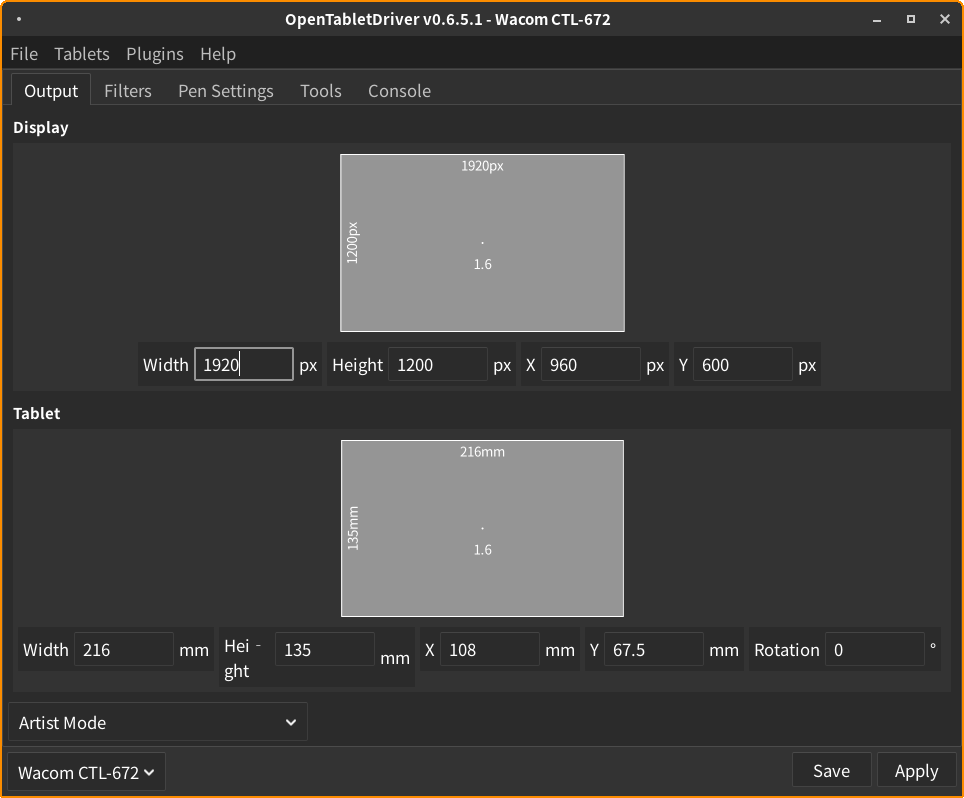 OpenTabletDriver v0.6.5.1 - Wacom CTL-672
File Tablets Plugins Help
Output Filters Pen Settings Tools Console
Display
1920px
1200px
1.6
Width 1920 px Height 1200 px X 960 px Y 600 px
Tablet
216mm
135mm
1.6
Width 216 mm Hei-
ght 135 mm X 108 mm Y 67.5 mm Rotation 0 °
Artist Mode
Wacom CTL-672 Save Apply